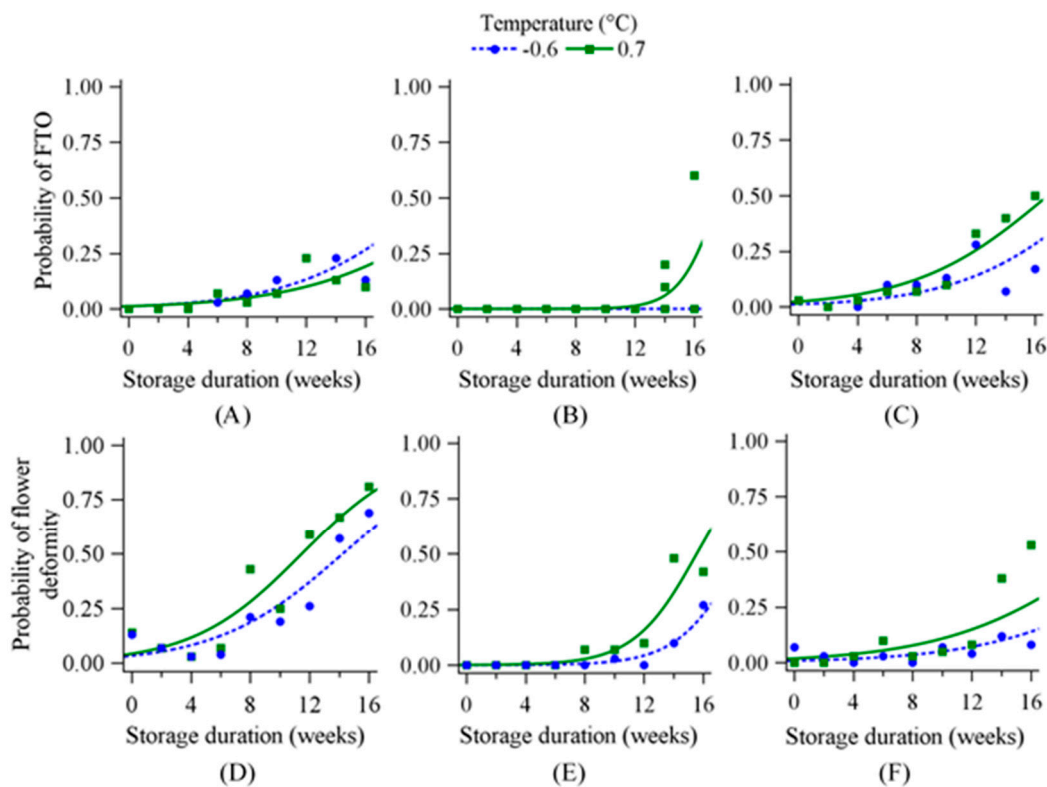 Temperature (°C)
-0.6 0.7
1.00 1.00 1.00
0.75 0.75 0.75
0.50 0.50 0.50
0.25 0.25 0.25
0.00 0.00 0.00
Probability of FTO
0 4 8 12 16 0 4 8 12 16 0 4 8 12 16
Storage duration (weeks) Storage duration (weeks) Storage duration (weeks)
(A) (B) (C)
1.00 1.00 1.00
0.75 0.75 0.75
0.50 0.50 0.50
0.25 0.25 0.25
0.00 0.00 0.00
Probability of flower
deformity
0 4 8 12 16 0 4 8 12 16 0 4 8 12 16
Storage duration (weeks) Storage duration (weeks) Storage duration (weeks)
(D) (E) (F)